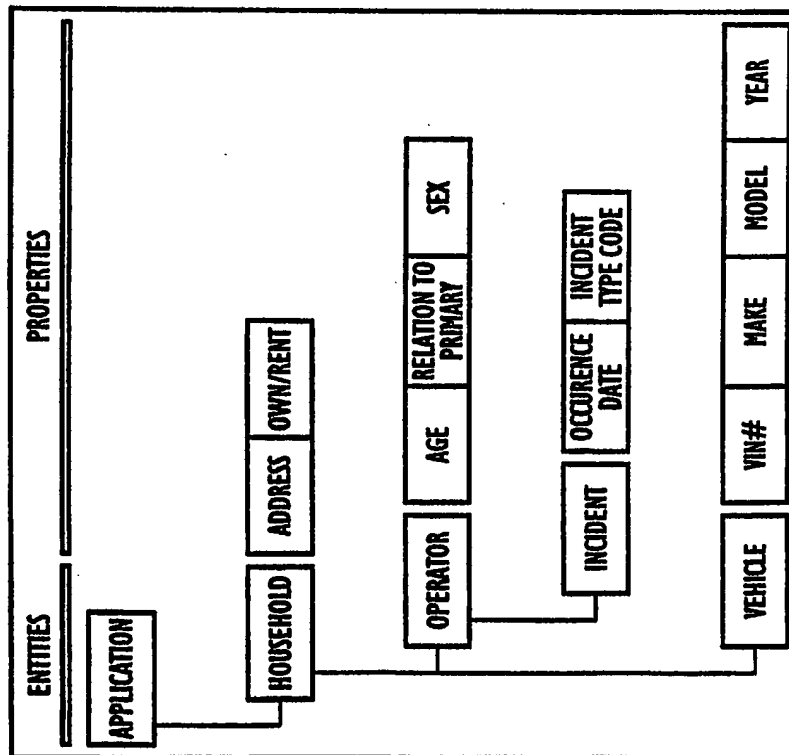 ENTITIES
PROPERTIES
APPLICATION
HOUSEHOLD
ADDRESS
OWN/RENT
OPERATOR
AGE
RELATION TO
PRIMARY
SEX
INCIDENT
OCCURENCE
DATE
INCIDENT
TYPE CODE
VEHICLE
VIN#
MAKE
MODEL
YEAR